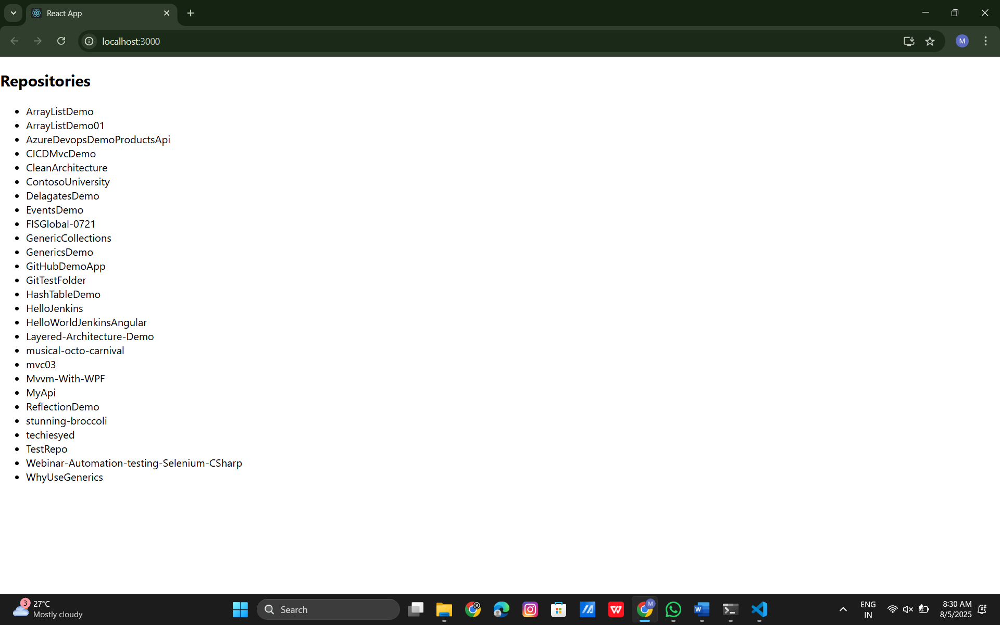 React App
localhost:3000
M
Repositories
ArrayListDemo
ArrayListDemo01
AzureDevopsDemoProductsApi
CICDMvcDemo
CleanArchitecture
ContosoUniversity
DelagatesDemo
EventsDemo
FISGlobal-0721
GenericCollections
GenericsDemo
GitHubDemoApp
GitTestFolder
HashTableDemo
HelloJenkins
HelloWorldJenkinsAngular
Layered-Architecture-Demo
musical-octo-carnival
mvc03
Mvvm-With-WPF
MyApi
ReflectionDemo
stunning-broccoli
techiesyed
TestRepo
Webinar-Automation-testing-Selenium-CSharp
WhyUseGenerics
3
27°C
Mostly cloudy
Search
W
M
W
ENG
IN
8:30 AM
8/5/2025